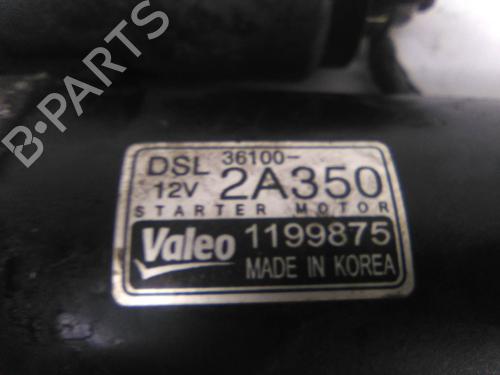 B-PARTS
DSL 36100-
12V 2A350
STARTER MOTOR
Valeo 1199875
MADE IN KOREA